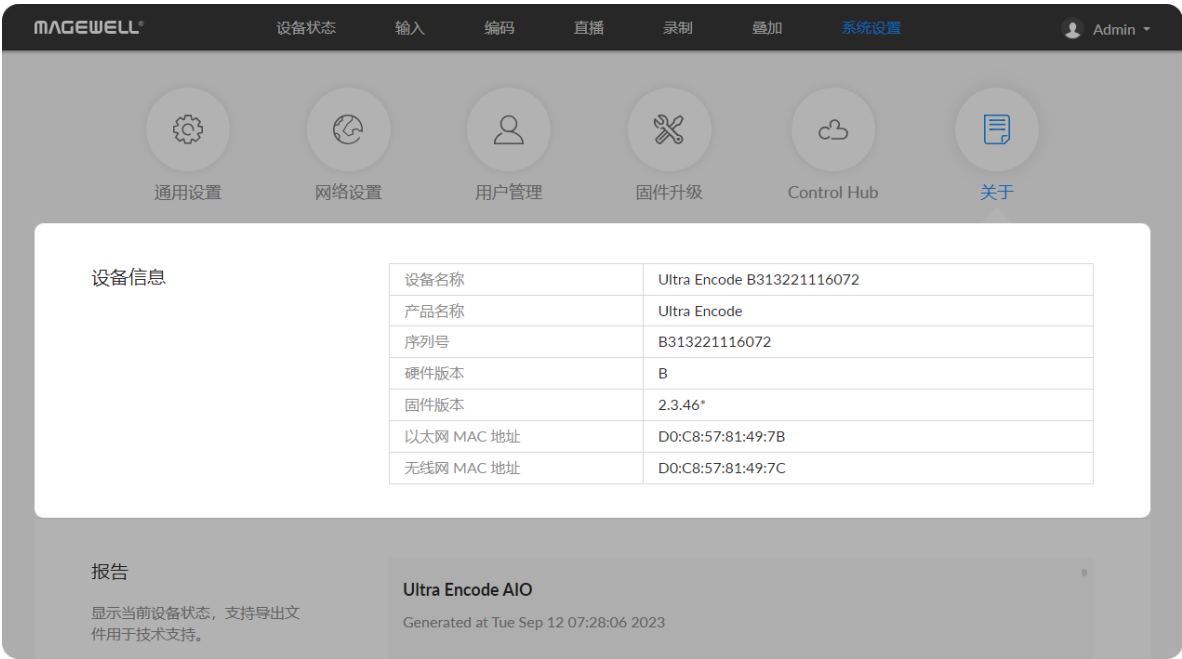 MAGEWELL® 设备状态 输入 编码 直播 录制 叠加 系统设置 Admin
通用设置 网络设置 用户管理 固件升级 Control Hub 关于
设备信息
设备名称 Ultra Encode B313221116072
产品名称 Ultra Encode
序列号 B313221116072
硬件版本 B
固件版本 2.3.46*
以太网 MAC 地址 D0:C8:57:81:49:7B
无线网 MAC 地址 D0:C8:57:81:49:7C
报告
显示当前设备状态，支持导出文
件用于技术支持。
Ultra Encode AIO
Generated at Tue Sep 12 07:28:06 2023